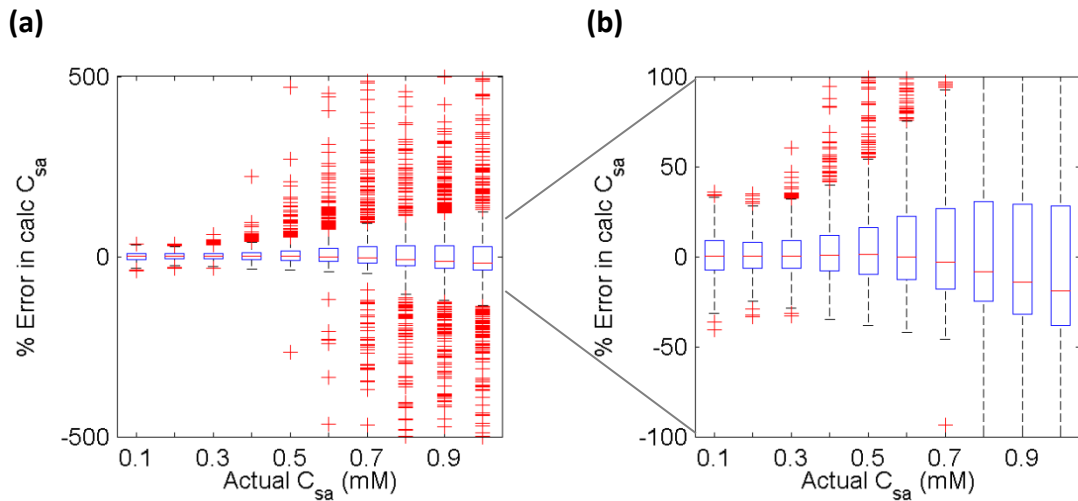 (a)
500
0
-500
% Error in calc C_sa
0.1 0.3 0.5 0.7 0.9
Actual C_sa (mM)
(b)
100
50
0
-50
-100
% Error in calc C_sa
0.1 0.3 0.5 0.7 0.9
Actual C_sa (mM)